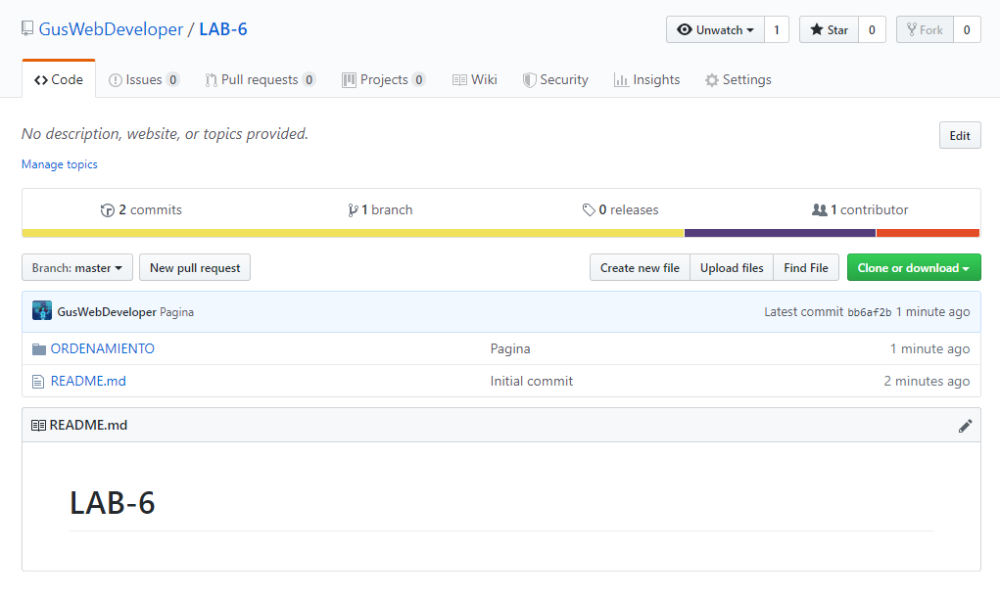 GusWebDeveloper / LAB-6 Unwatch 1 Star 0 Fork 0
Code Issues 0 Pull requests 0 Projects 0 Wiki Security Insights Settings
No description, website, or topics provided. Edit
Manage topics
2 commits 1 branch 0 releases 1 contributor
Branch: master New pull request Create new file Upload files Find File Clone or download
GusWebDeveloper Pagina Latest commit bb6af2b 1 minute ago
ORDENAMIENTO Pagina 1 minute ago
README.md Initial commit 2 minutes ago
README.md
LAB-6